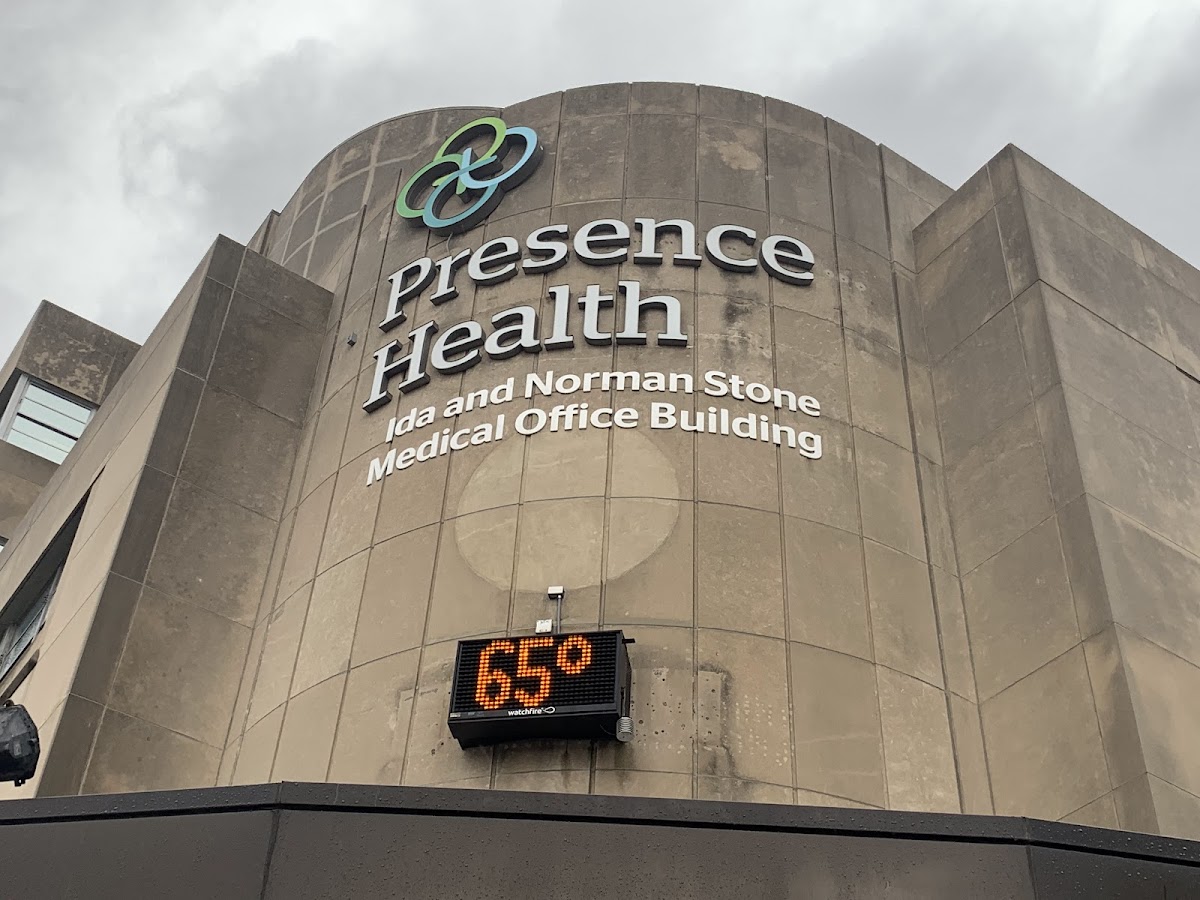 Presence
Health
Ida and Norman Stone
Medical Office Building
65°
watchfire